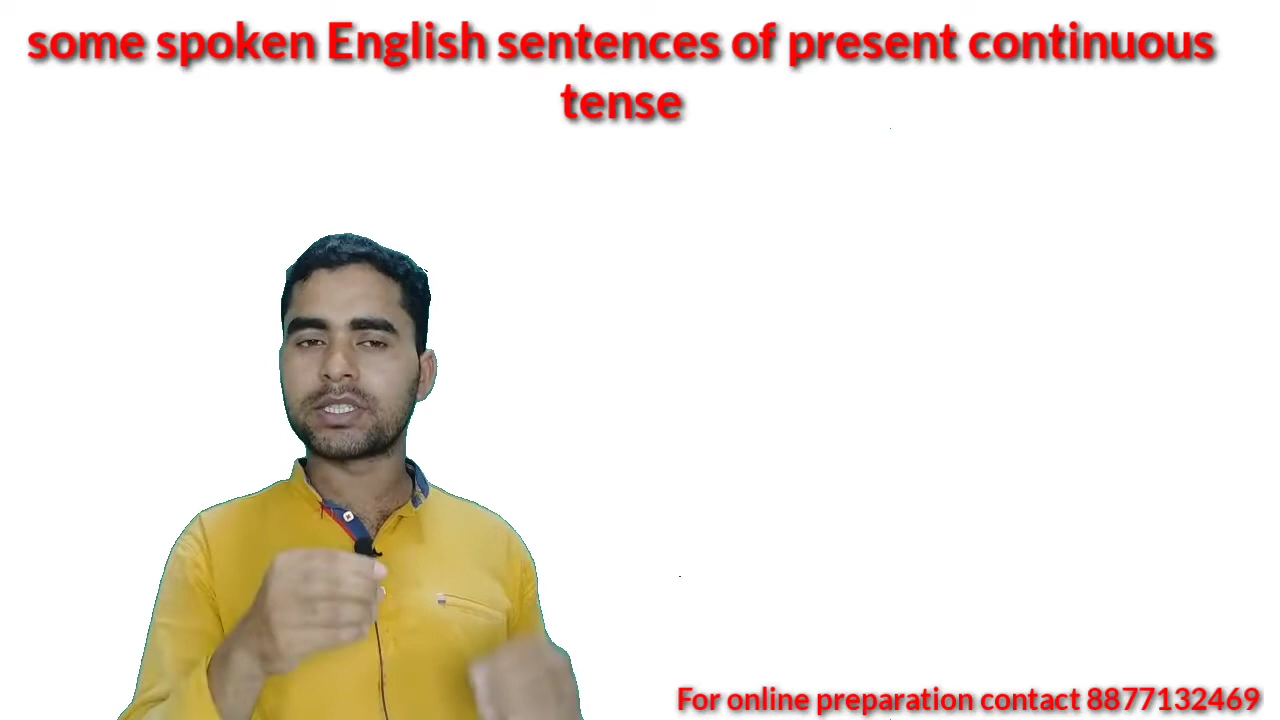 some spoken English sentences of present continuous
tense
For online preparation contact 8877132469